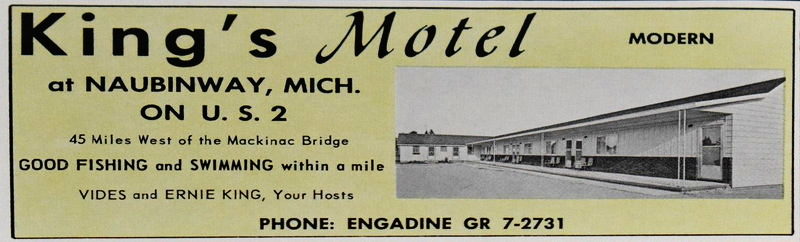 King's Motel
MODERN
at NAUBINWAY, MICH.
ON U. S. 2
45 Miles West of the Mackinac Bridge
GOOD FISHING and SWIMMING within a mile
VIDES and ERNIE KING, Your Hosts
PHONE: ENGADINE GR 7-2731